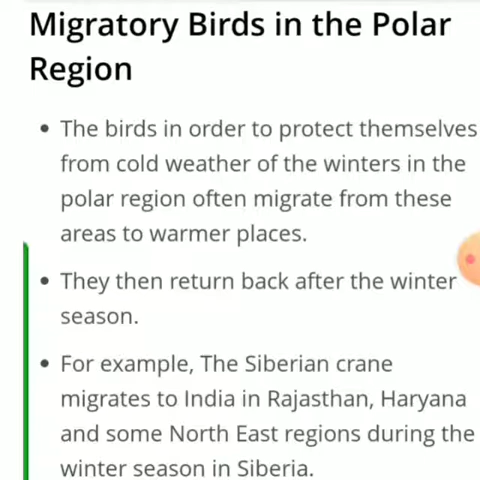 Migratory Birds in the Polar
Region
• The birds in order to protect themselves
from cold weather of the winters in the
polar region often migrate from these
areas to warmer places.
• They then return back after the winter
season.
• For example, The Siberian crane
migrates to India in Rajasthan, Haryana
and some North East regions during the
winter season in Siberia.